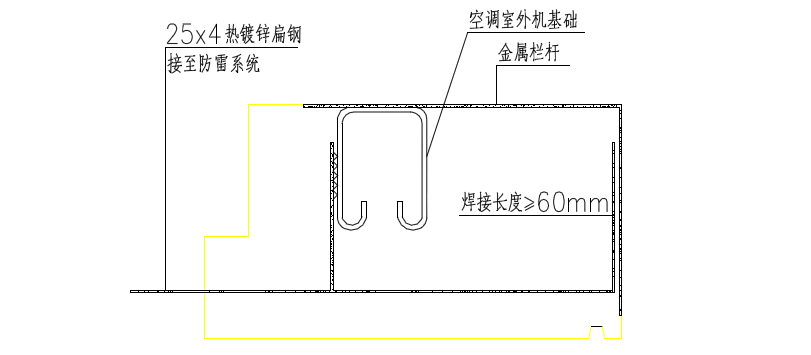 空调室外机基础
25x4热镀锌扁钢
金属栏杆
接至防雷系统
焊接长度≥60mm